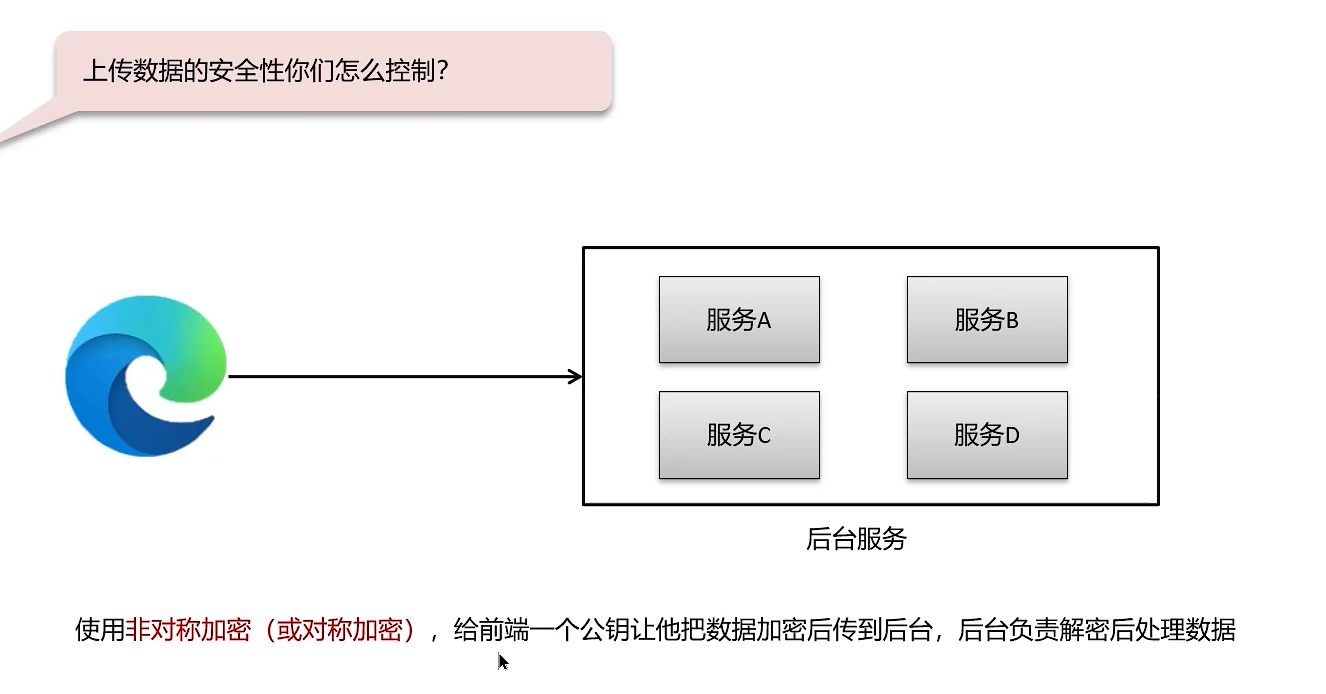 上传数据的安全性你们怎么控制？
服务A
服务B
服务C
服务D
后台服务
使用非对称加密（或对称加密），给前端一个公钥让他把数据加密后传到后台，后台负责解密后处理数据